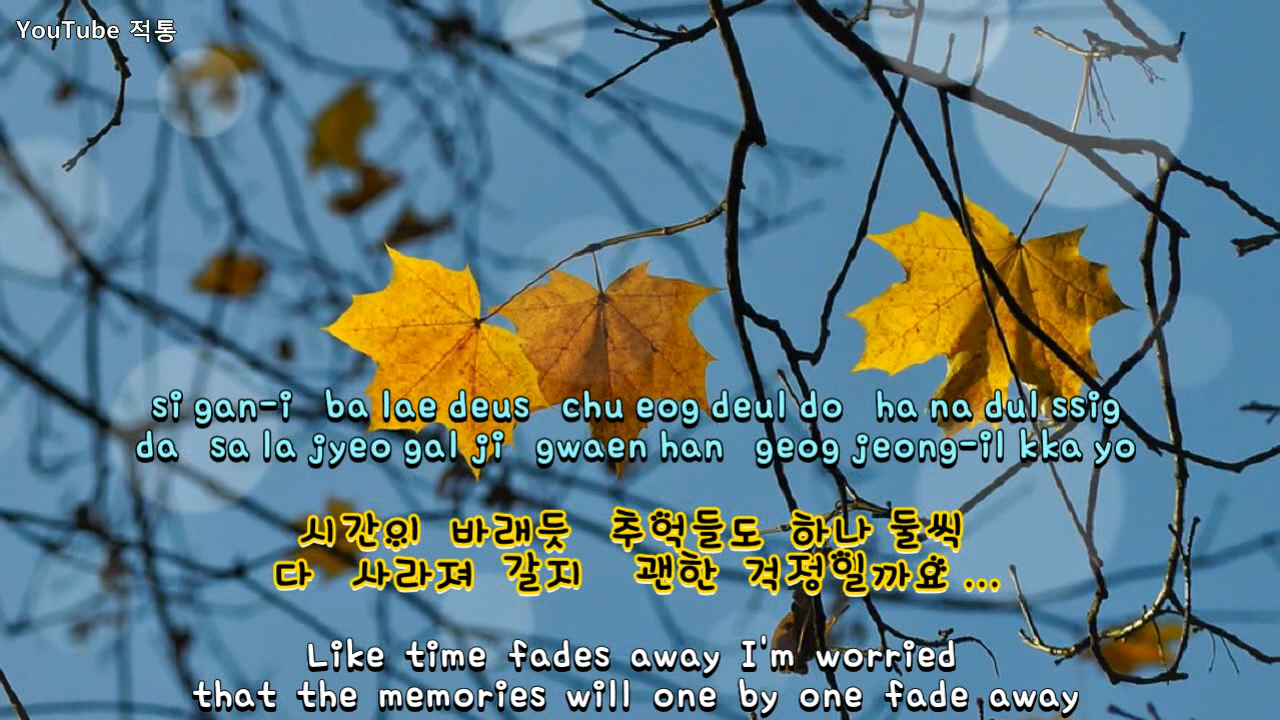 YouTube 적통
si gan-i ba lae deus chu eog deul do ha na dul ssig
da sa la jyeo gal ji gwaen han geog jeong-il kka yo
시간이 바래듯 추억들도 하나 둘씩
다 사라져 갈지 괜한 걱정일까요...
Like time fades away I'm worried
that the memories will one by one fade away